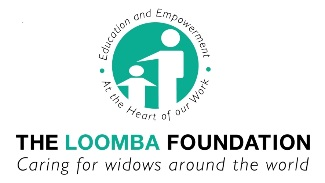 Education and Empowerment
At the Heart of our Work
THE LOOMBA FOUNDATION
Caring for widows around the world